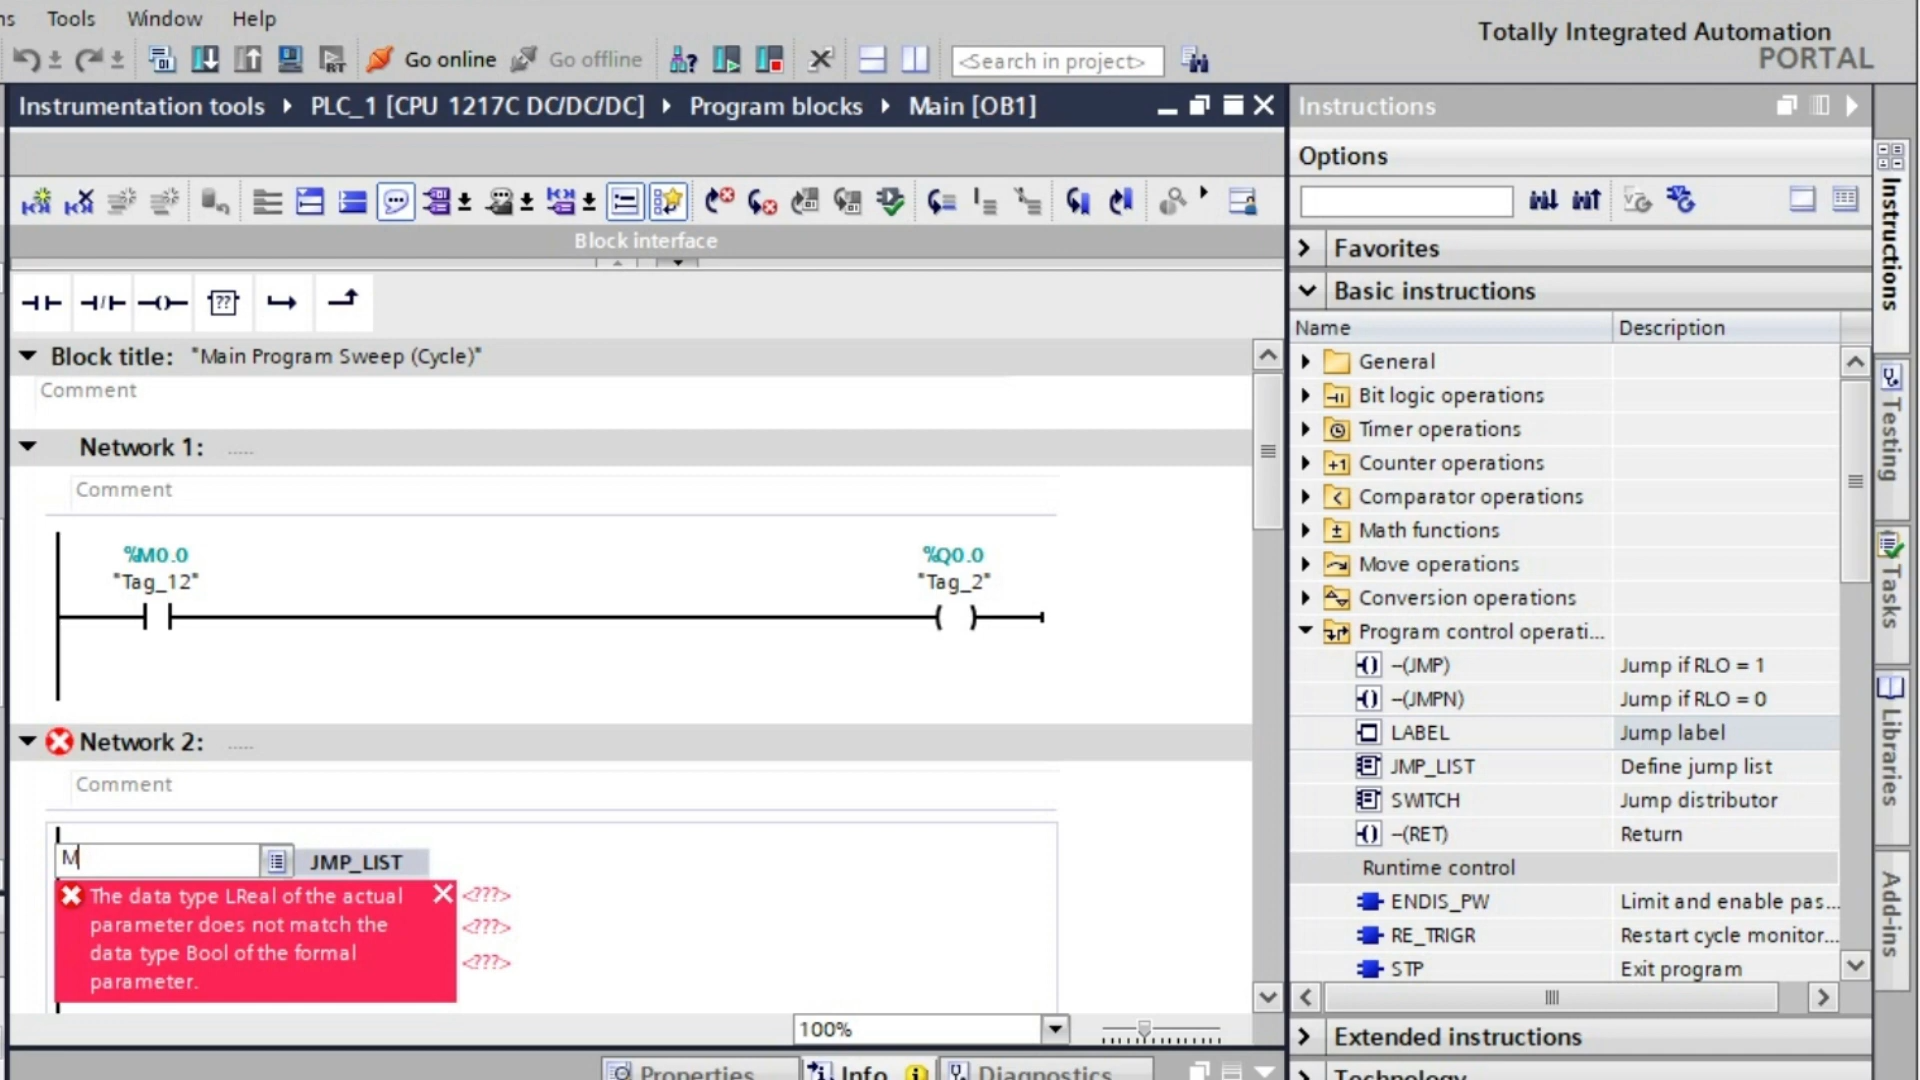 Tools Window Help
Totally Integrated Automation
PORTAL
Go online Go offline <Search in project>
Instrumentation tools PLC_1 [CPU 1217C DC/DC/DC] Program blocks Main [OB1]
Block interface
??
Block title: "Main Program Sweep (Cycle)"
Comment
Network 1: .....
Comment
%M0.0 %Q0.0
"Tag_12" "Tag_2"
Network 2: .....
Comment
M JMP_LIST
The data type LReal of the actual
parameter does not match the
data type Bool of the formal
parameter.
<???>
<???>
<???>
100%
Properties Info Diagnostics
Instructions
Options
Favorites
Basic instructions
Name Description
General
Bit logic operations
Timer operations
Counter operations
Comparator operations
Math functions
Move operations
Conversion operations
Program control operati...
–(JMP) Jump if RLO = 1
–(JMPN) Jump if RLO = 0
LABEL Jump label
JMP_LIST Define jump list
SWITCH Jump distributor
–(RET) Return
Runtime control
ENDIS_PW Limit and enable pas...
RE_TRIGR Restart cycle monitor...
STP Exit program
Extended instructions
Technology
Instructions
Testing
Tasks
Libraries
Add-ins